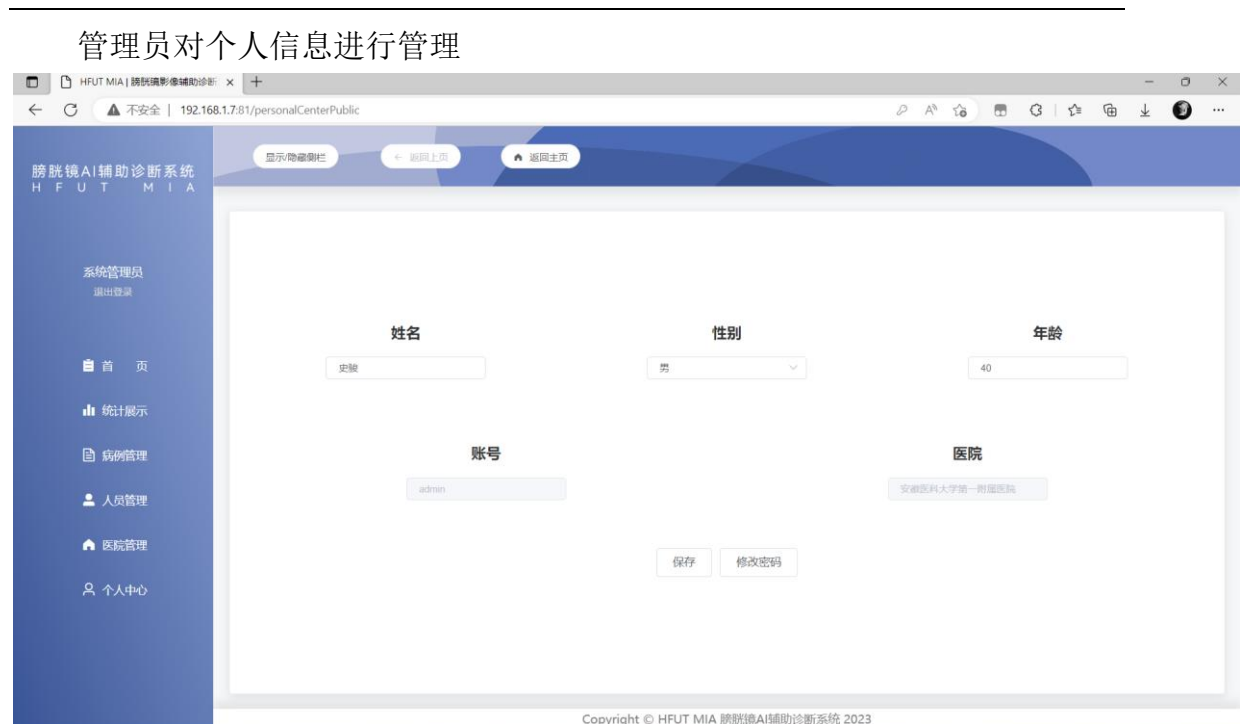 管理员对个人信息进行管理
HFUT MIA | 膀胱镜影像辅助诊断
不安全 | 192.168.1.7:81/personalCenterPublic
膀胱镜AI辅助诊断系统
HFUT MIA
显示/隐藏侧栏
返回上页
返回主页
系统管理员
退出登录
首 页
统计展示
病例管理
人员管理
医院管理
个人中心
姓名
性别
年龄
史骏
男
40
账号
医院
admin
安徽医科大学第一附属医院
保存
修改密码
Copyright © HFUT MIA 膀胱镜AI辅助诊断系统 2023